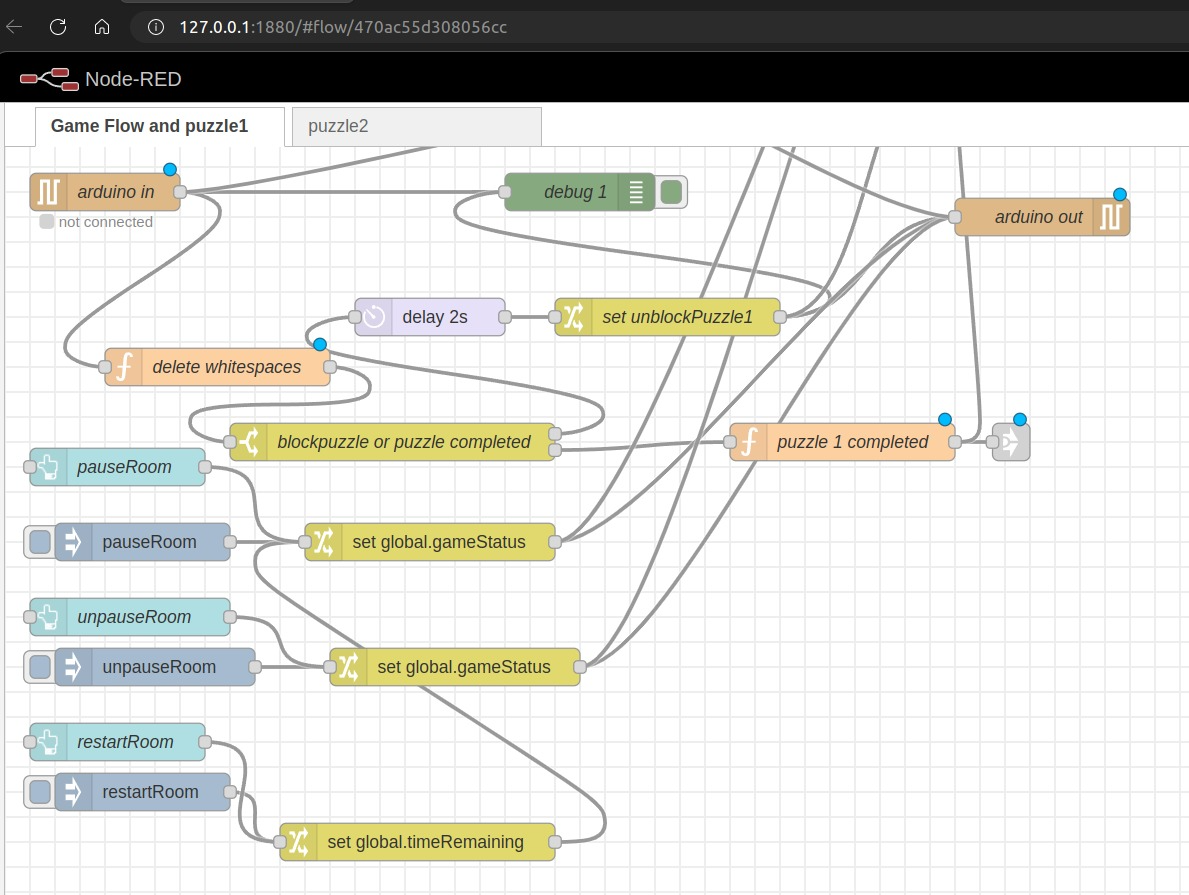 127.0.0.1:1880/#flow/470ac55d308056cc
Node-RED
Game Flow and puzzle1
puzzle2
arduino in
debug 1
arduino out
not connected
delay 2s
set unblockPuzzle1
delete whitespaces
blockpuzzle or puzzle completed
puzzle 1 completed
pauseRoom
pauseRoom
set global.gameStatus
unpauseRoom
unpauseRoom
set global.gameStatus
restartRoom
restartRoom
set global.timeRemaining